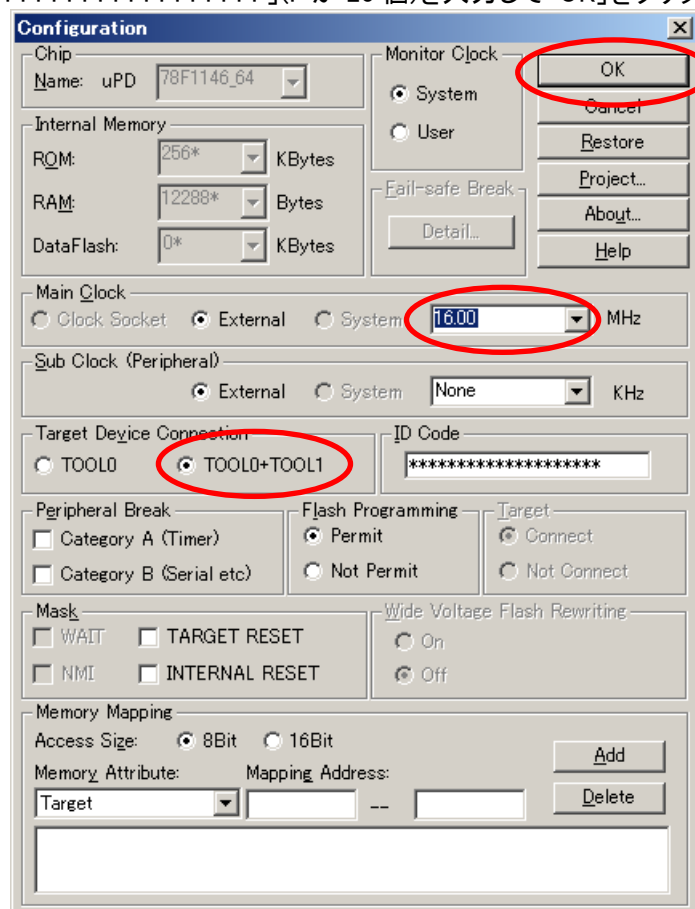 Configuration
Chip
Name: uPD 78F1146_64
Internal Memory
ROM: 256* KBytes
RAM: 12288* Bytes
DataFlash: 0* KBytes
Monitor Clock
System
User
Fail-safe Break
Detail...
OK
Cancel
Restore
Project...
About...
Help
Main Clock
Clock Socket External System 16.00 MHz
Sub Clock (Peripheral)
External System None KHz
Target Device Connection
TOOL0 TOOL0+TOOL1
ID Code
********************
Peripheral Break
Category A (Timer)
Category B (Serial etc)
Flash Programming
Permit
Not Permit
Target
Connect
Not Connect
Mask
WAIT TARGET RESET
NMI INTERNAL RESET
Wide Voltage Flash Rewriting
On
Off
Memory Mapping
Access Size: 8Bit 16Bit
Memory Attribute: Mapping Address:
Target --
Add
Delete